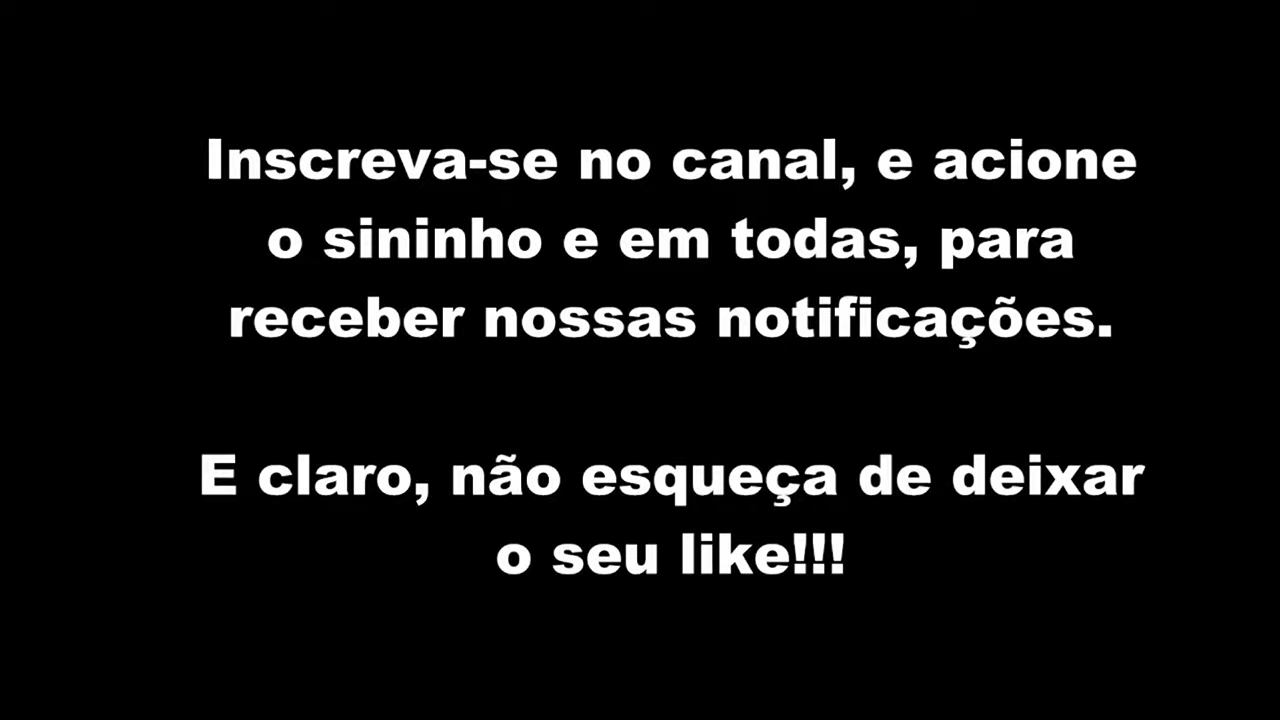 Inscreva-se no canal, e acione
o sininho e em todas, para
receber nossas notificações.
E claro, não esqueça de deixar
o seu like!!!